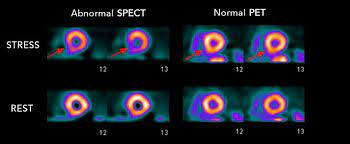 Abnormal SPECT Normal PET
STRESS
12 13 12 13
REST
12 13 12 13